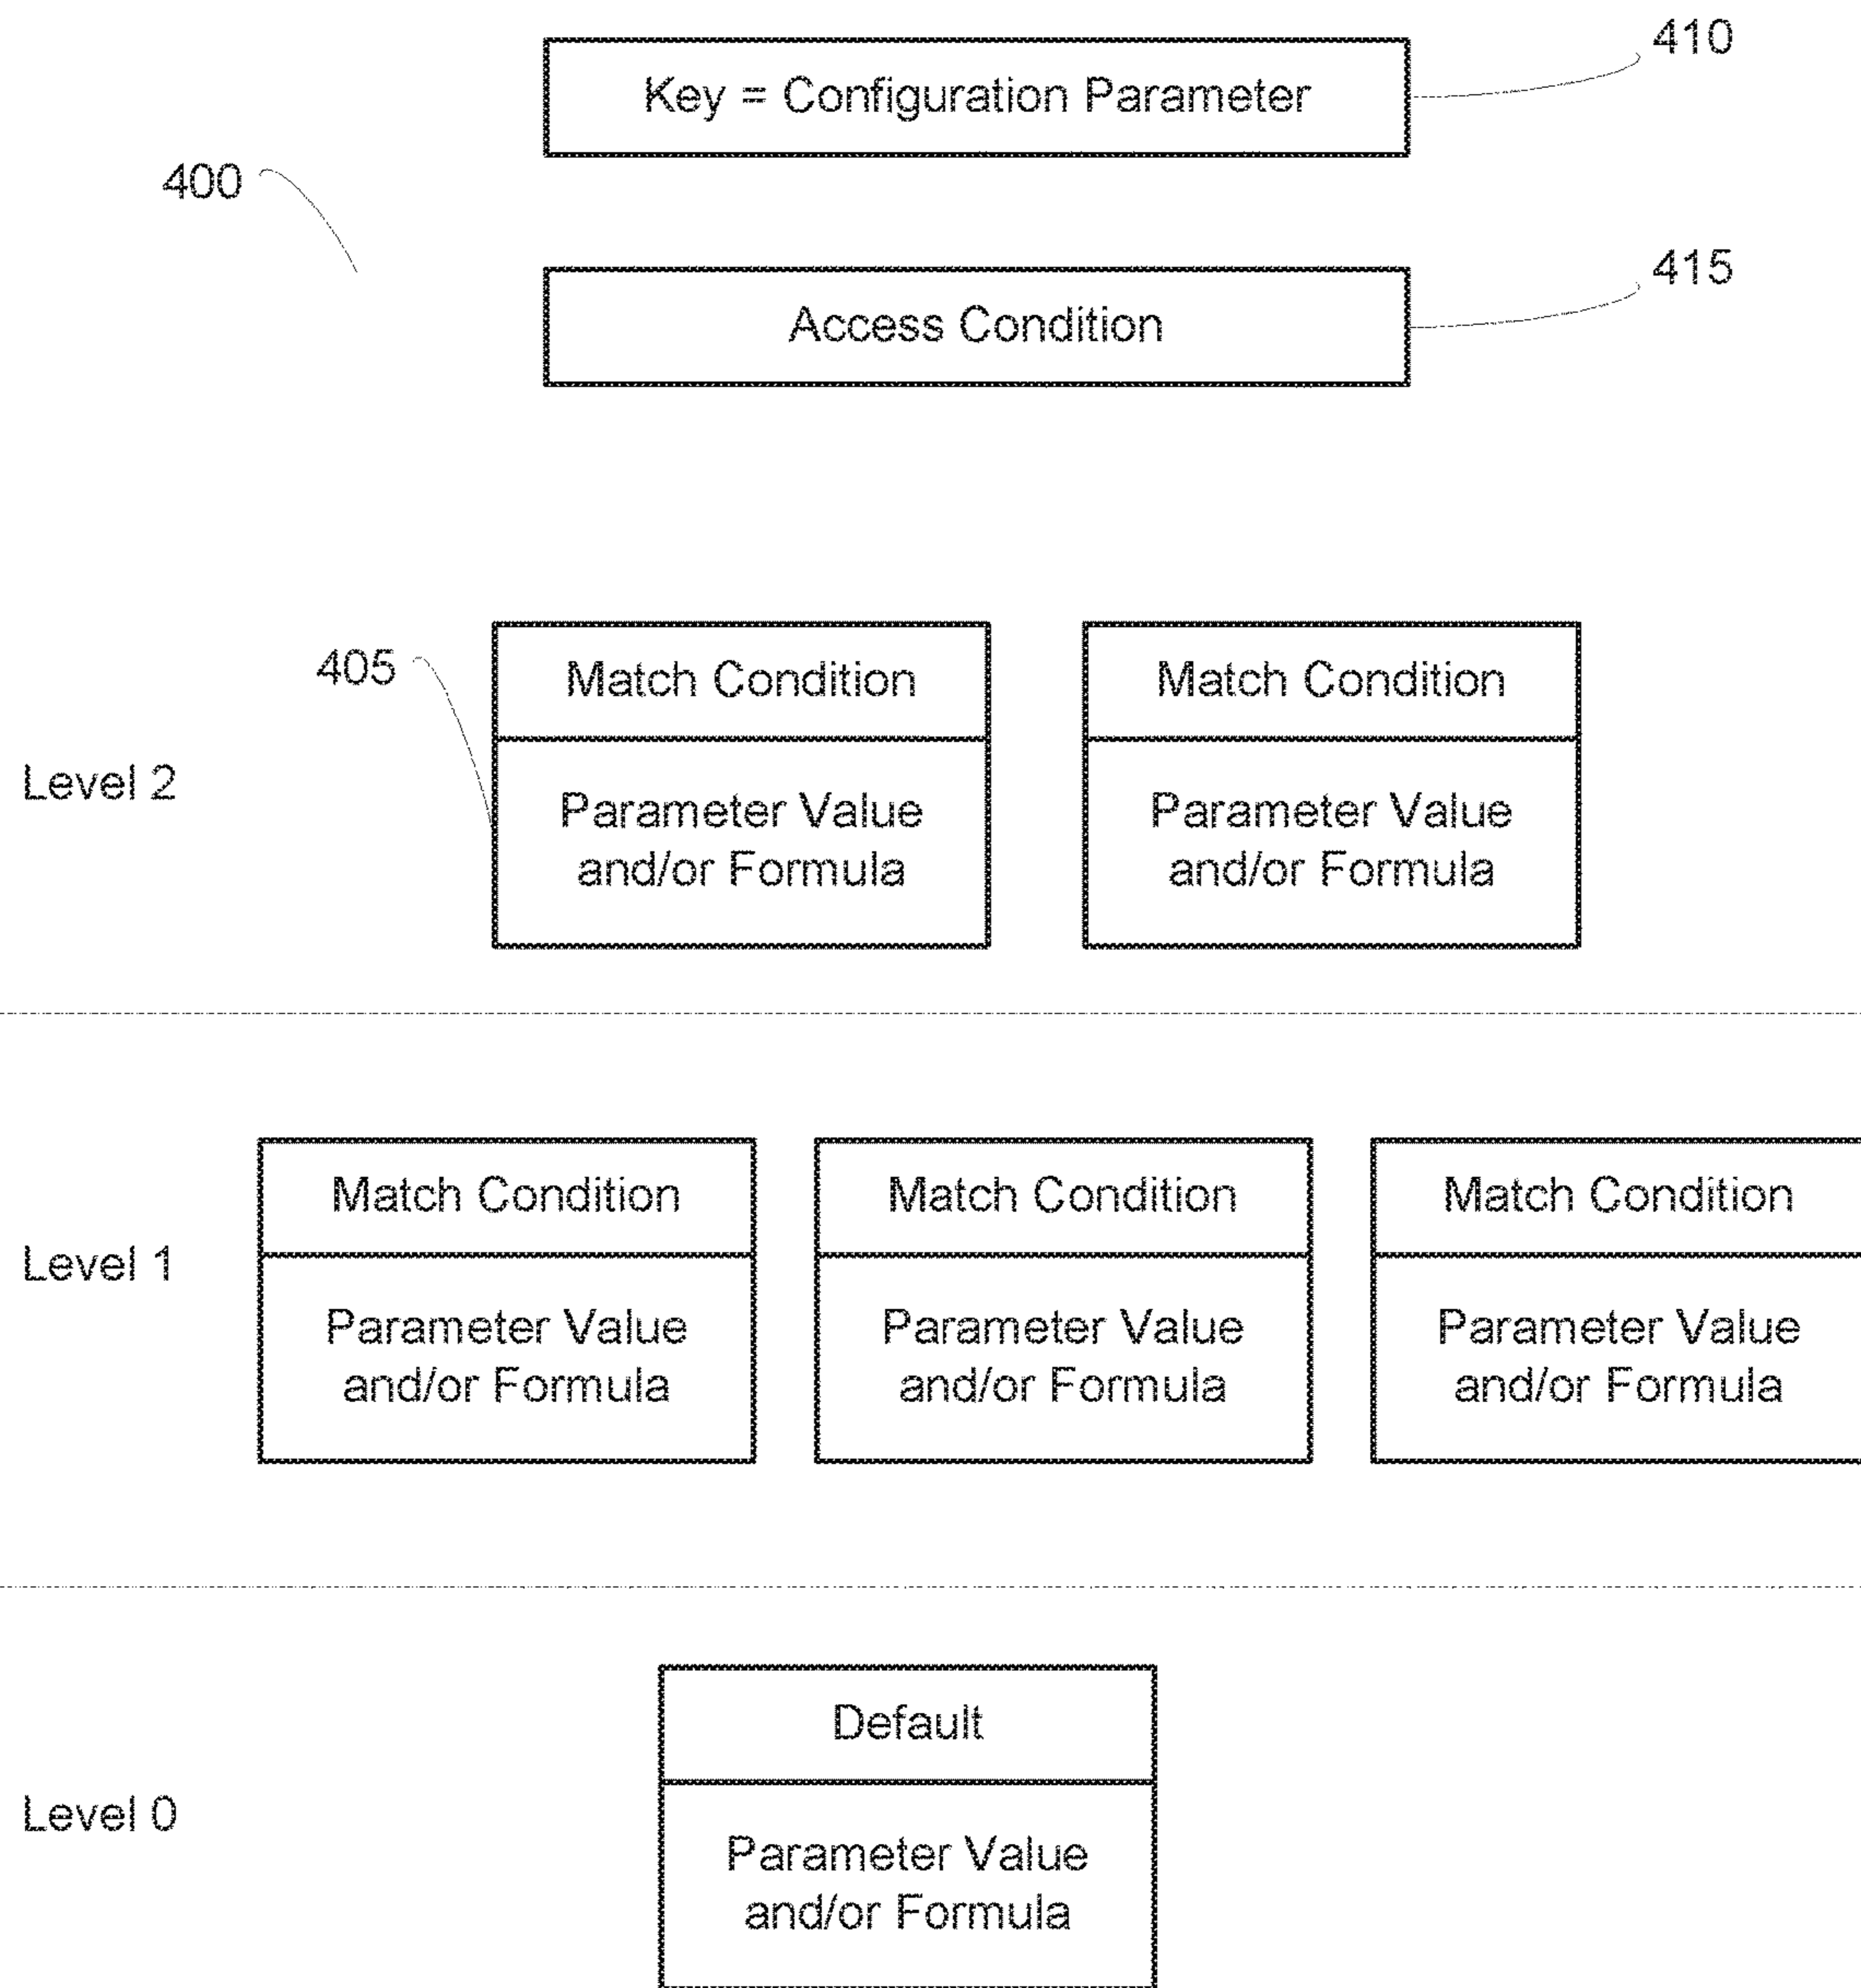 410
Key = Configuration Parameter
400
415
Access Condition
405
Match Condition
Match Condition
Level 2
Parameter Value
and/or Formula
Parameter Value
and/or Formula
Match Condition
Match Condition
Match Condition
Level 1
Parameter Value
and/or Formula
Parameter Value
and/or Formula
Parameter Value
and/or Formula
Default
Level 0
Parameter Value
and/or Formula